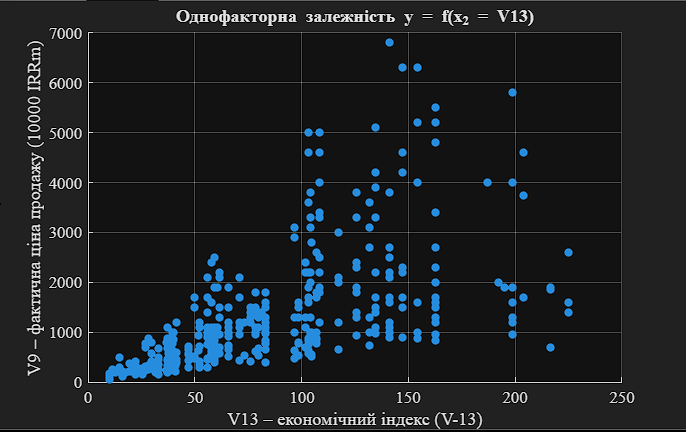 Однофакторна залежність y = f(x₂ = V13)
V9 – фактична ціна продажу (10000 IRRm)
7000
6000
5000
4000
3000
2000
1000
0
0 50 100 150 200 250
V13 – економічний індекс (V-13)